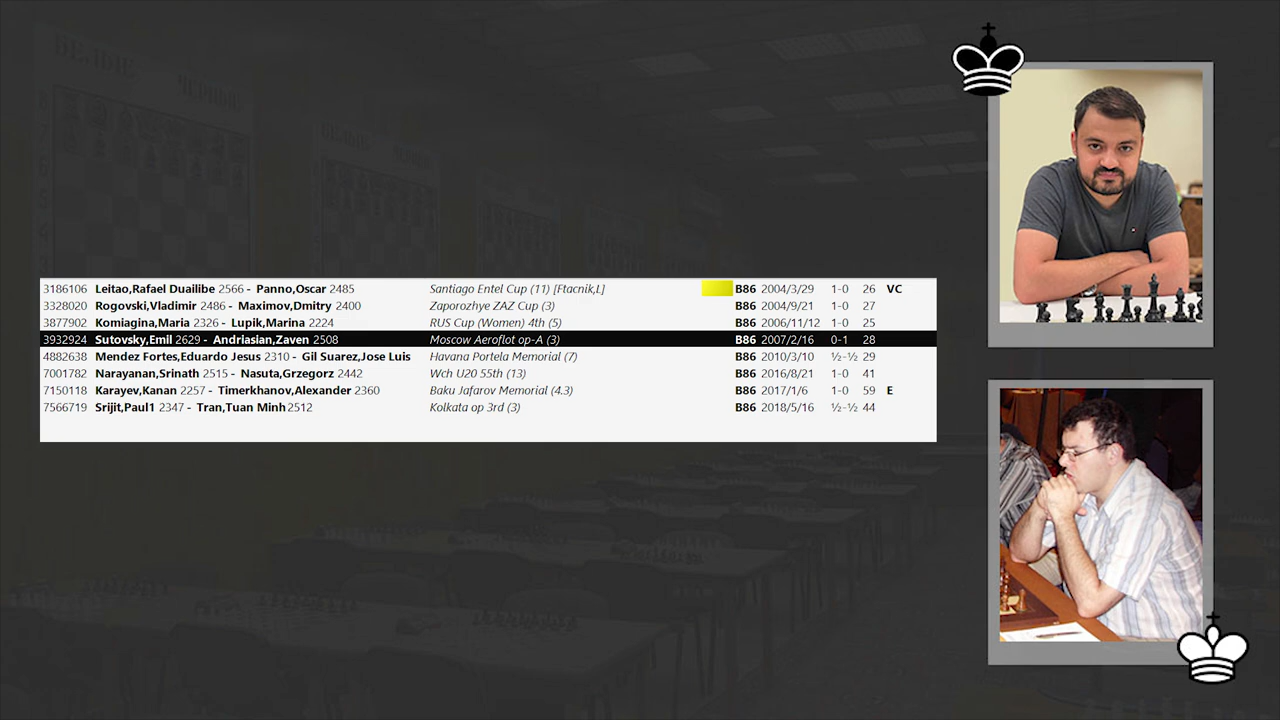 3186106 Leitao,Rafael Duailibe 2566 - Panno,Oscar 2485 Santiago Entel Cup (11) [Ftacnik,L] B86 2004/3/29 1-0 26 VC
3328020 Rogovski,Vladimir 2486 - Maximov,Dmitry 2400 Zaporozhye ZAZ Cup (3) B86 2004/9/21 1-0 27
3877902 Komiagina,Maria 2326 - Lupik,Marina 2224 RUS Cup (Women) 4th (5) B86 2006/11/12 1-0 25
3932924 Sutovsky,Emil 2629 - Andriasian,Zaven 2508 Moscow Aeroflot op-A (3) B86 2007/2/16 0-1 28
4882638 Mendez Fortes,Eduardo Jesus 2310 - Gil Suarez,Jose Luis Havana Portela Memorial (7) B86 2010/3/10 ½-½ 29
7001782 Narayanan,Srinath 2515 - Nasuta,Grzegorz 2442 Wch U20 55th (13) B86 2016/8/21 1-0 41
7150118 Karayev,Kanan 2257 - Timerkhanov,Alexander 2360 Baku Jafarov Memorial (4.3) B86 2017/1/6 1-0 59 E
7566719 Srijit,Paul1 2347 - Tran,Tuan Minh 2512 Kolkata op 3rd (3) B86 2018/5/16 ½-½ 44